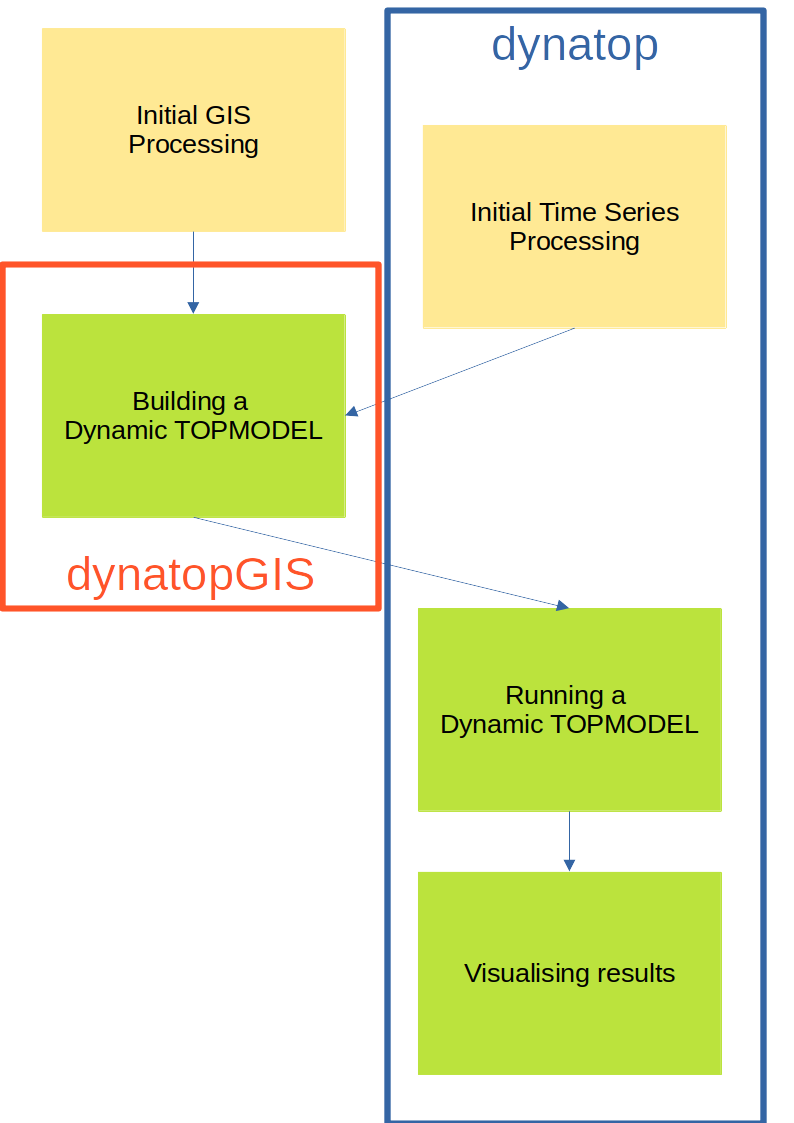 dynatop
Initial GIS
Processing
Initial Time Series
Processing
Building a
Dynamic TOPMODEL
dynatopGIS
Running a
Dynamic TOPMODEL
Visualising results